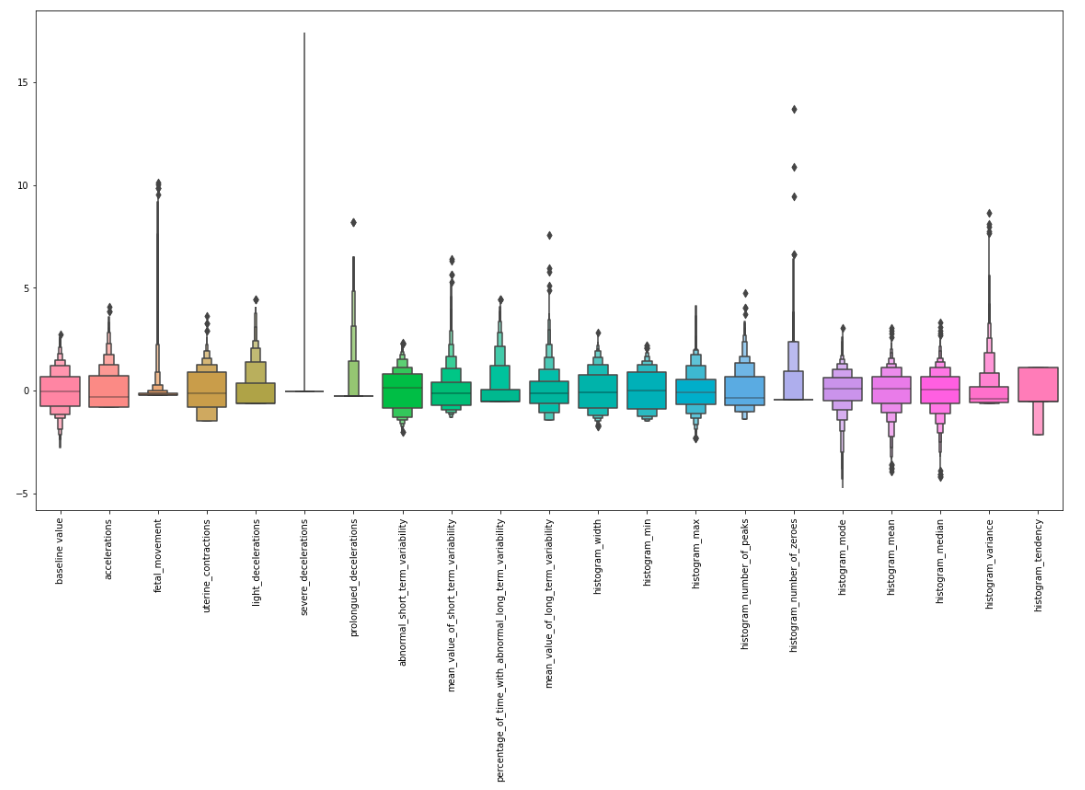 15
10
5
0
−5
baseline value
accelerations
fetal_movement
uterine_contractions
light_decelerations
severe_decelerations
prolongued_decelerations
abnormal_short_term_variability
mean_value_of_short_term_variability
percentage_of_time_with_abnormal_long_term_variability
mean_value_of_long_term_variability
histogram_width
histogram_min
histogram_max
histogram_number_of_peaks
histogram_number_of_zeroes
histogram_mode
histogram_mean
histogram_median
histogram_variance
histogram_tendency